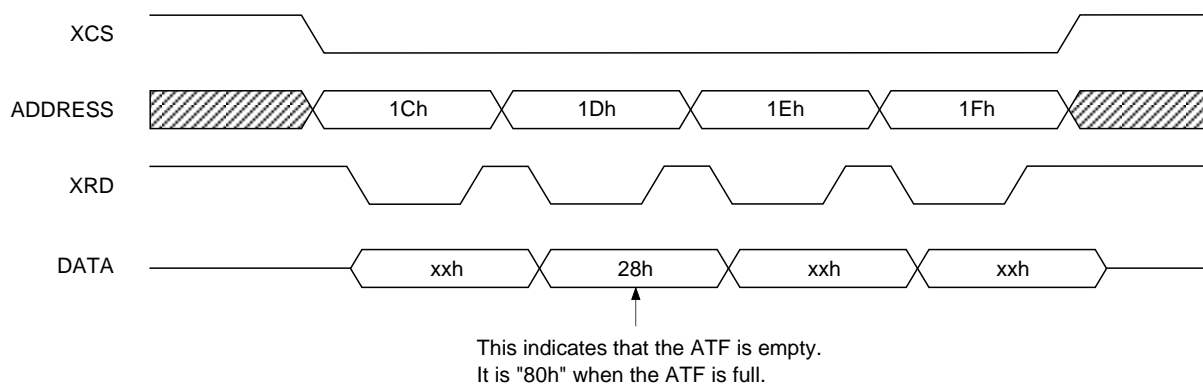 XCS
ADDRESS 1Ch 1Dh 1Eh 1Fh
XRD
DATA xxh 28h xxh xxh
This indicates that the ATF is empty.
It is "80h" when the ATF is full.